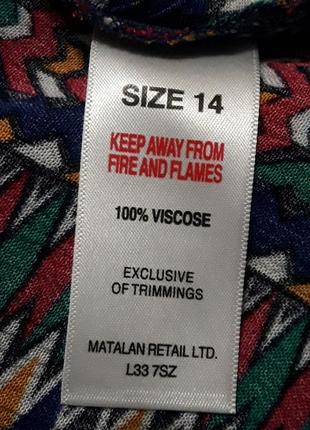 SIZE 14
KEEP AWAY FROM
FIRE AND FLAMES
100% VISCOSE
EXCLUSIVE
OF TRIMMINGS
MATALAN RETAIL LTD.
L33 7SZ